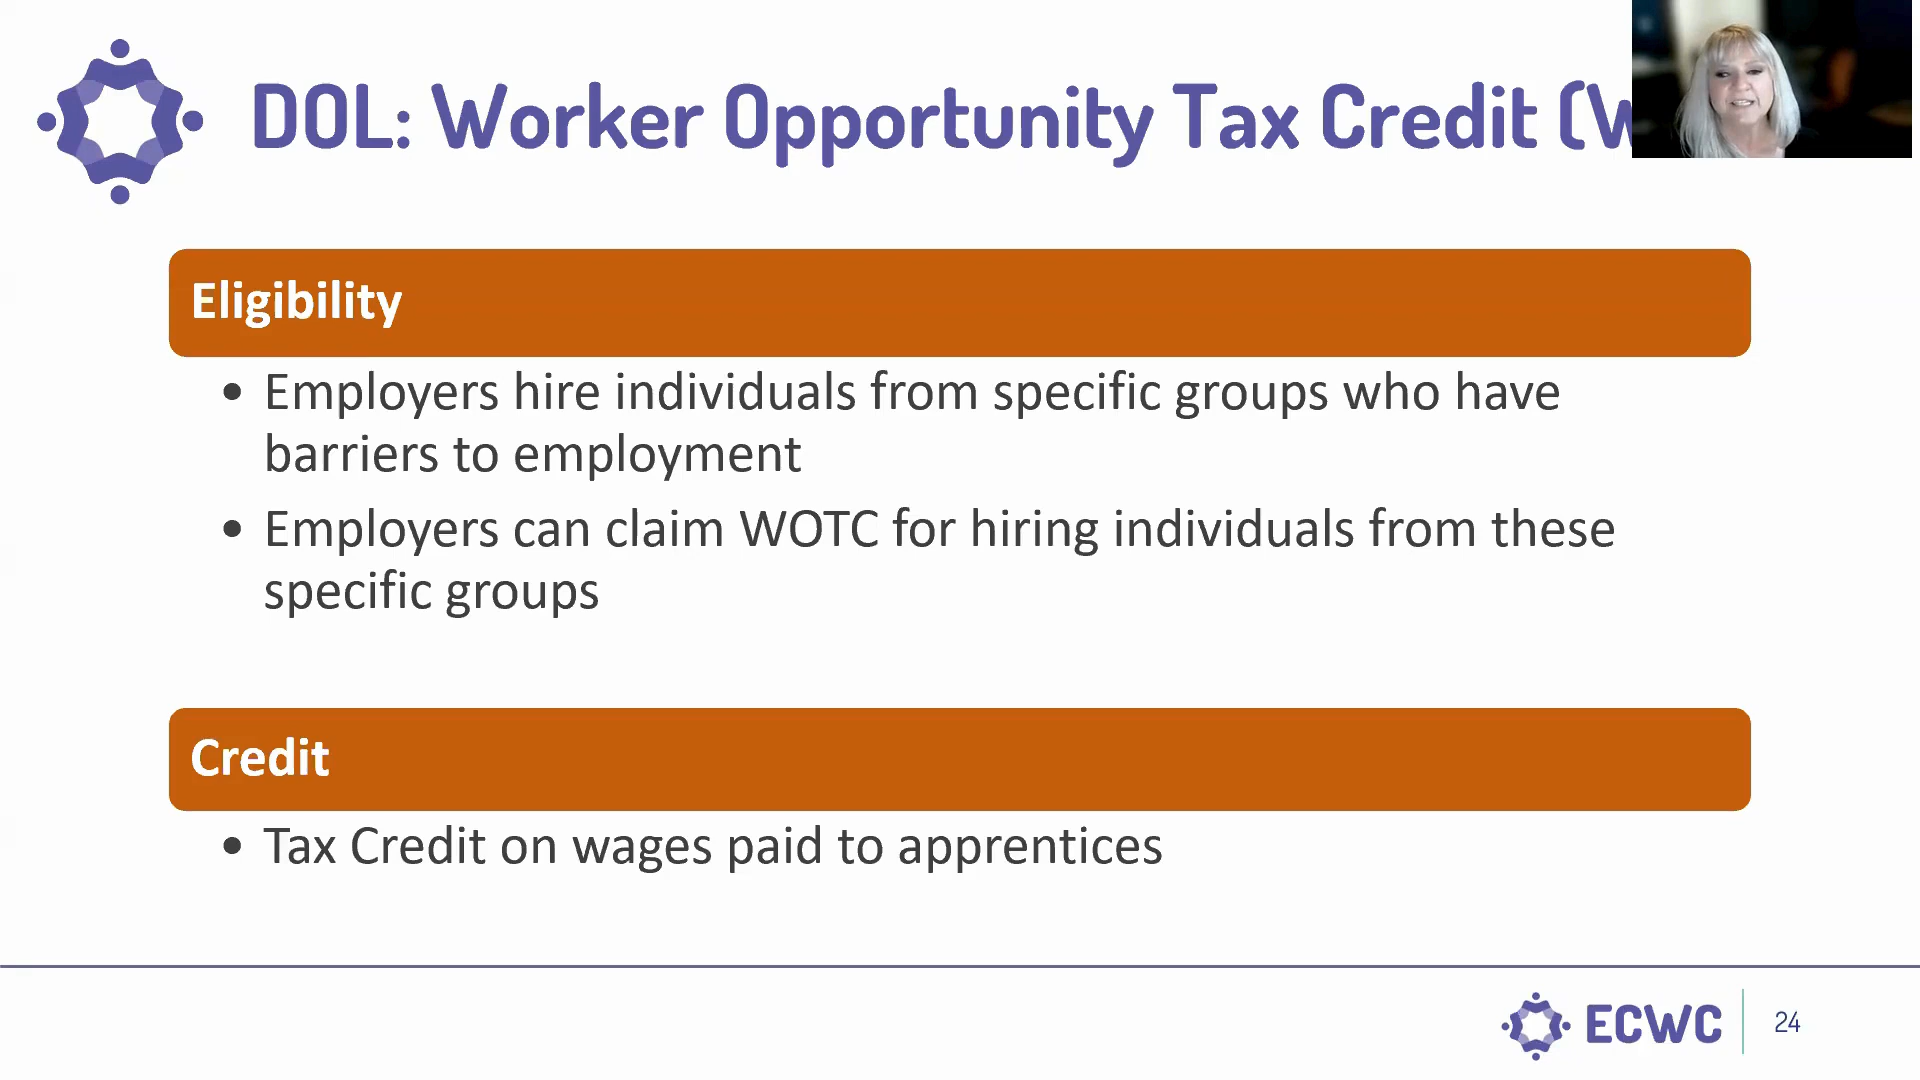 DOL: Worker Opportunity Tax Credit (W
Eligibility
• Employers hire individuals from specific groups who have
barriers to employment
• Employers can claim WOTC for hiring individuals from these
specific groups
Credit
• Tax Credit on wages paid to apprentices
ECWC
24